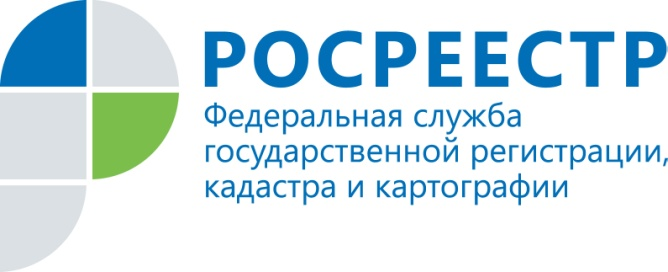 РОСРЕЕСТР
Федеральная служба
государственной регистрации,
кадастра и картографии